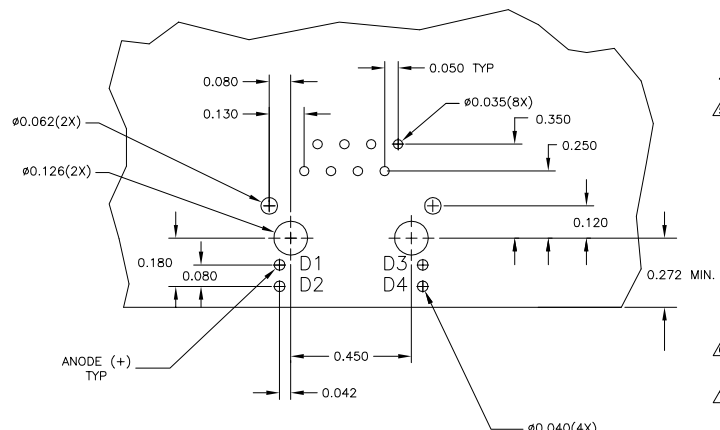 0.050 TYP
0.080
ø0.035(8X)
0.130
0.350
ø0.062(2X)
0.250
ø0.126(2X)
0.120
0.180
D1 D3
0.080
D2 D4
0.272 MIN.
ANODE (+)
TYP
0.450
0.042
ø0.040(4X)